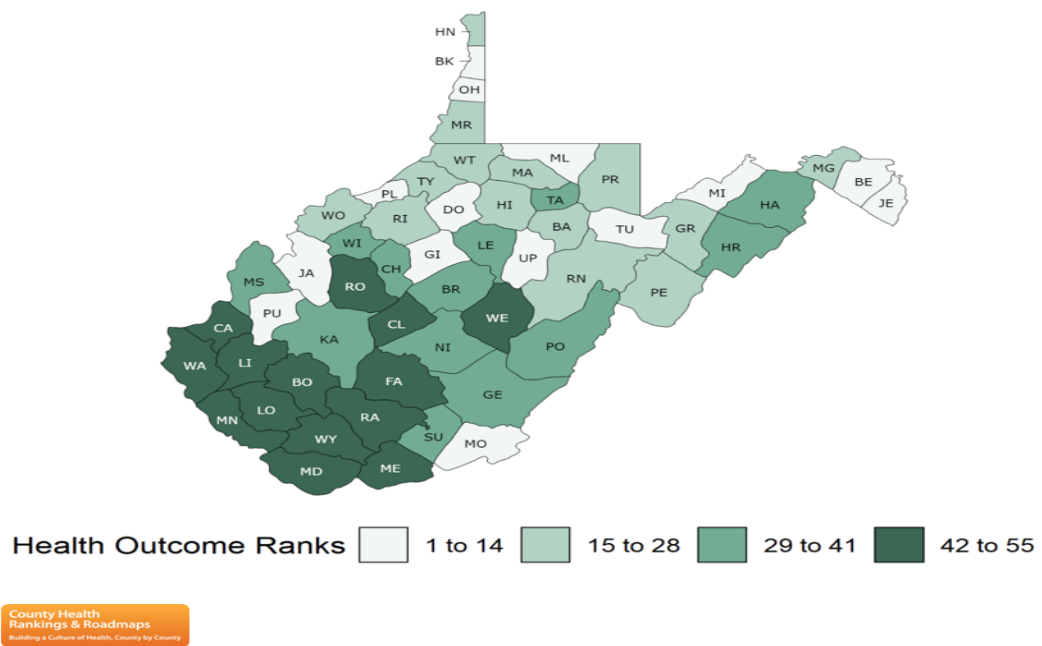 HN
BK
OH
MR
WT
ML
MA
PR
TY
PL
TA
MG
BE
MI
JE
WO
RI
DO
HI
HA
BA
TU
GR
WI
LE
HR
GI
UP
CH
JA
RN
MS
RO
BR
PE
PU
CA
CL
WE
KA
NI
PO
WA
LI
BO
FA
GE
LO
MN
RA
WY
SU
MO
MD
ME
Health Outcome Ranks 1 to 14 15 to 28 29 to 41 42 to 55
County Health
Rankings & Roadmaps
Building a Culture of Health, County by County